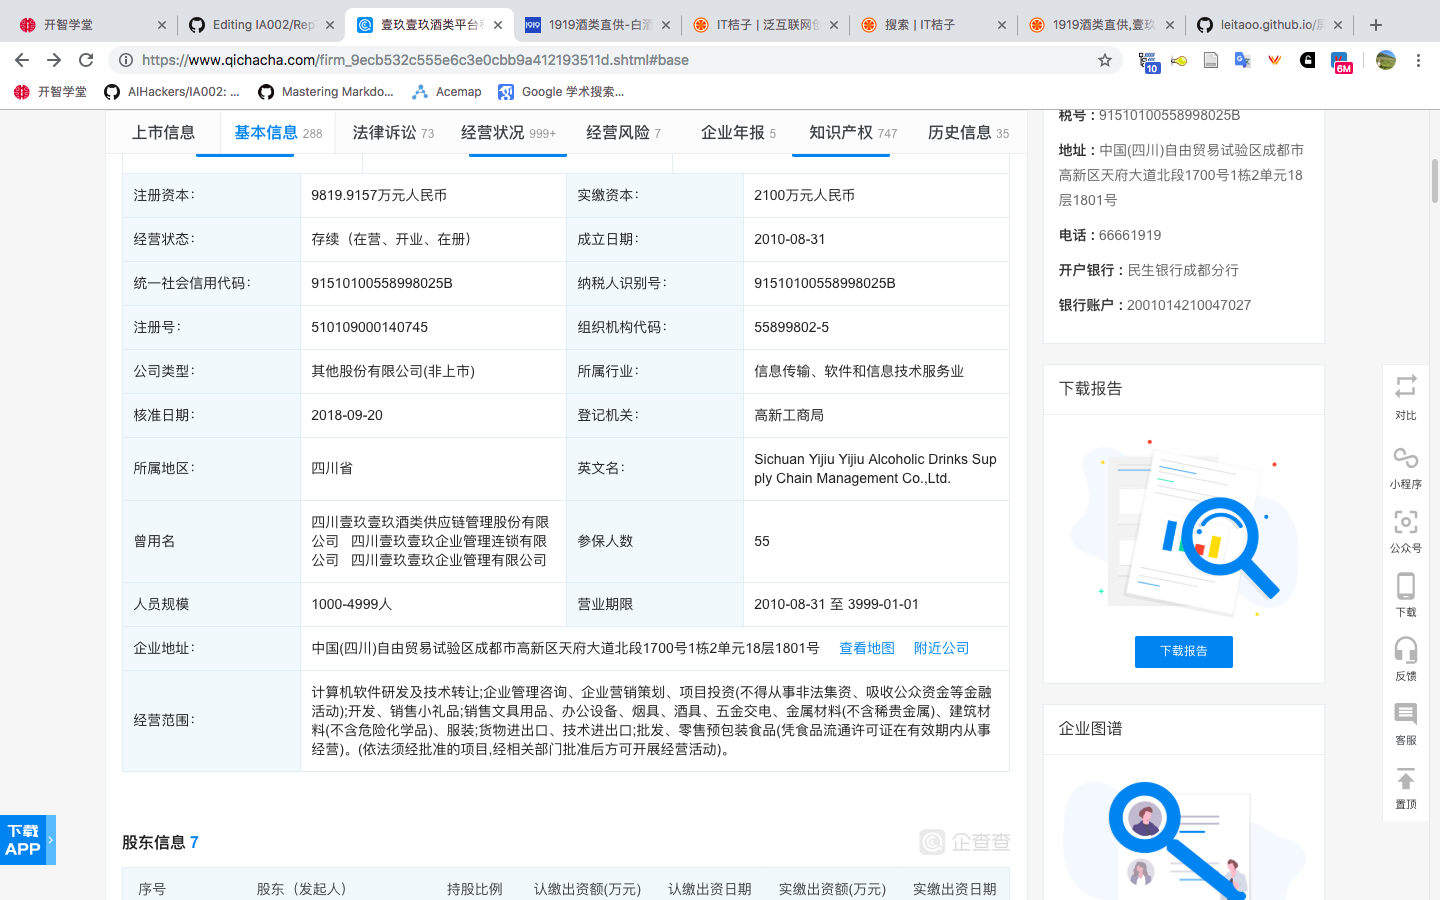 开智学堂
Editing IA002/Rep
壹玖壹玖酒类平台
1919酒类直供-白酒
IT桔子 | 泛互联网创
搜索 | IT桔子
1919酒类直供,壹玖
leitaoo.github.io/
https://www.qichacha.com/firm_9ecb532c555e6c3e0cbb9a412193511d.shtml#base
10
6M
开智学堂
AIHackers/IA002: ...
Mastering Markdo...
Acemap
Google 学术搜索...
上市信息
基本信息 288
法律诉讼 73
经营状况 999+
经营风险 7
企业年报 5
知识产权 747
历史信息 35
注册资本: 9819.9157万元人民币 实缴资本: 2100万元人民币
经营状态: 存续（在营、开业、在册） 成立日期: 2010-08-31
统一社会信用代码: 91510100558998025B 纳税人识别号: 91510100558998025B
注册号: 510109000140745 组织机构代码: 55899802-5
公司类型: 其他股份有限公司(非上市) 所属行业: 信息传输、软件和信息技术服务业
核准日期: 2018-09-20 登记机关: 高新工商局
所属地区: 四川省 英文名: Sichuan Yijiu Yijiu Alcoholic Drinks Sup
ply Chain Management Co.,Ltd.
曾用名
四川壹玖壹玖酒类供应链管理股份有限
公司 四川壹玖壹玖企业管理连锁有限
公司 四川壹玖壹玖企业管理有限公司
参保人数 55
人员规模 1000-4999人 营业期限 2010-08-31 至 3999-01-01
企业地址: 中国(四川)自由贸易试验区成都市高新区天府大道北段1700号1栋2单元18层1801号 查看地图 附近公司
经营范围:
计算机软件研发及技术转让;企业管理咨询、企业营销策划、项目投资(不得从事非法集资、吸收公众资金等金融
活动);开发、销售小礼品;销售文具用品、办公设备、烟具、酒具、五金交电、金属材料(不含稀贵金属)、建筑材
料(不含危险化学品)、服装;货物进出口、技术进出口;批发、零售预包装食品(凭食品流通许可证在有效期内从事
经营)。(依法须经批准的项目,经相关部门批准后方可开展经营活动)。
股东信息 7
企查查
序号 股东（发起人） 持股比例 认缴出资额(万元) 认缴出资日期 实缴出资额(万元) 实缴出资日期
税号 : 91510100558998025B
地址 : 中国(四川)自由贸易试验区成都市
高新区天府大道北段1700号1栋2单元18
层1801号
电话 : 66661919
开户银行 : 民生银行成都分行
银行账户 : 2001014210047027
下载报告
下载报告
企业图谱
对比
小程序
公众号
下载
反馈
客服
置顶
下载
APP